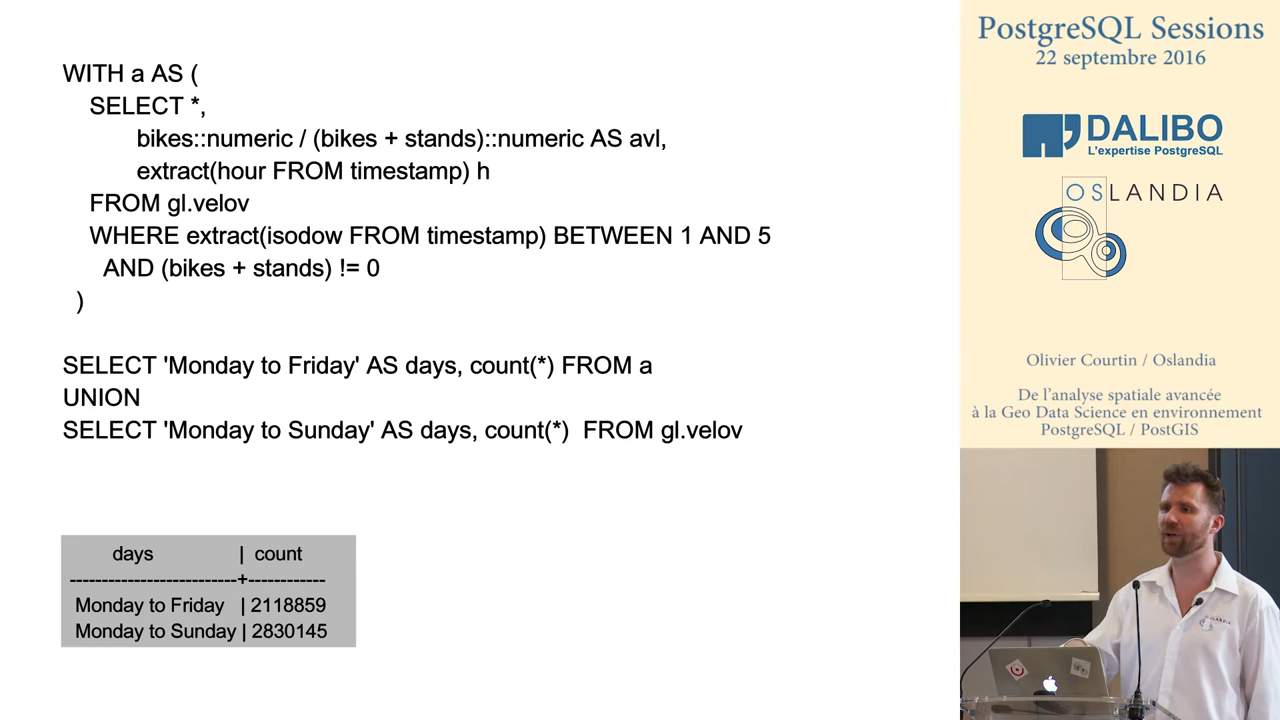 WITH a AS (
SELECT *,
bikes::numeric / (bikes + stands)::numeric AS avl,
extract(hour FROM timestamp) h
FROM gl.velov
WHERE extract(isodow FROM timestamp) BETWEEN 1 AND 5
AND (bikes + stands) != 0
)
SELECT 'Monday to Friday' AS days, count(*) FROM a
UNION
SELECT 'Monday to Sunday' AS days, count(*)  FROM gl.velov
days | count
--------------------------+------------
Monday to Friday | 2118859
Monday to Sunday | 2830145
PostgreSQL Sessions
22 septembre 2016
DALIBO
L'expertise PostgreSQL
OSLANDIA
Olivier Courtin / Oslandia
De l'analyse spatiale avancée
à la Geo Data Science en environnement
PostgreSQL / PostGIS